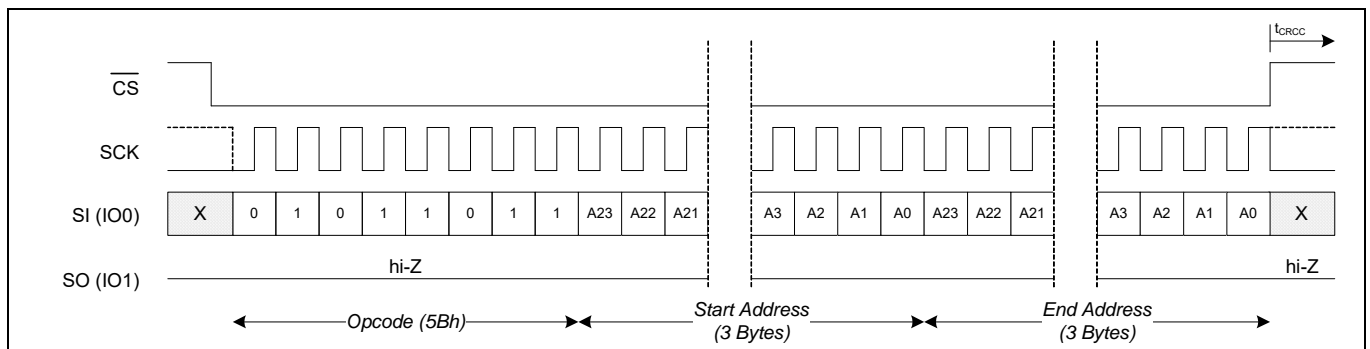 tCRCC
CS
SCK
SI (IO0) X 0 1 0 1 1 0 1 1 A23 A22 A21 A3 A2 A1 A0 A23 A22 A21 A3 A2 A1 A0 X
hi-Z hi-Z
SO (IO1)
Opcode (5Bh) Start Address End Address
(3 Bytes) (3 Bytes)